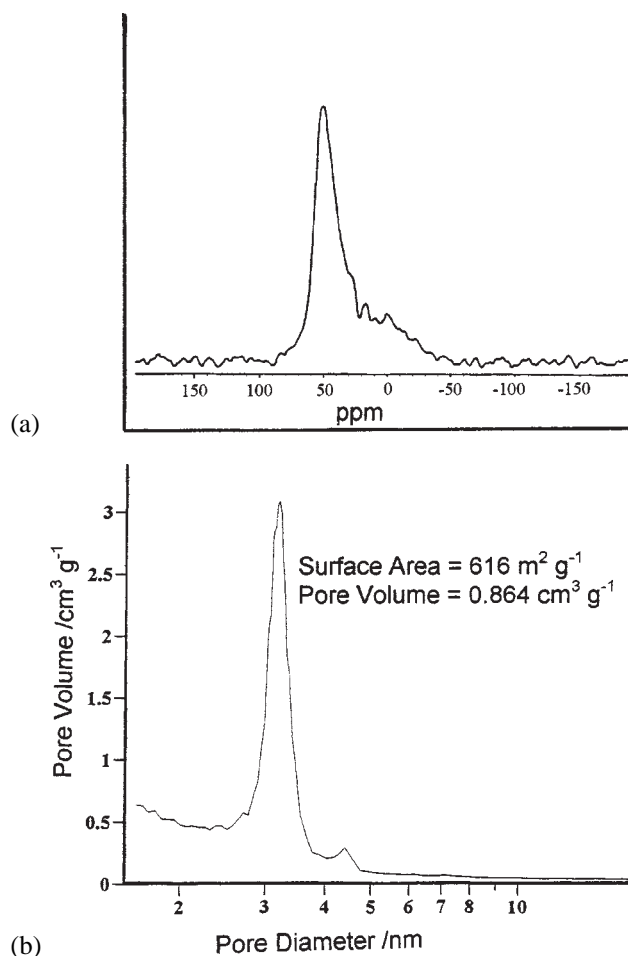 150 100 50 0 -50 -100 -150
ppm
(a)
3
2.5
2
1.5
1
0.5
0
Pore Volume /cm³ g⁻¹
Surface Area = 616 m² g⁻¹
Pore Volume = 0.864 cm³ g⁻¹
2 3 4 5 6 7 8 10
Pore Diameter /nm
(b)